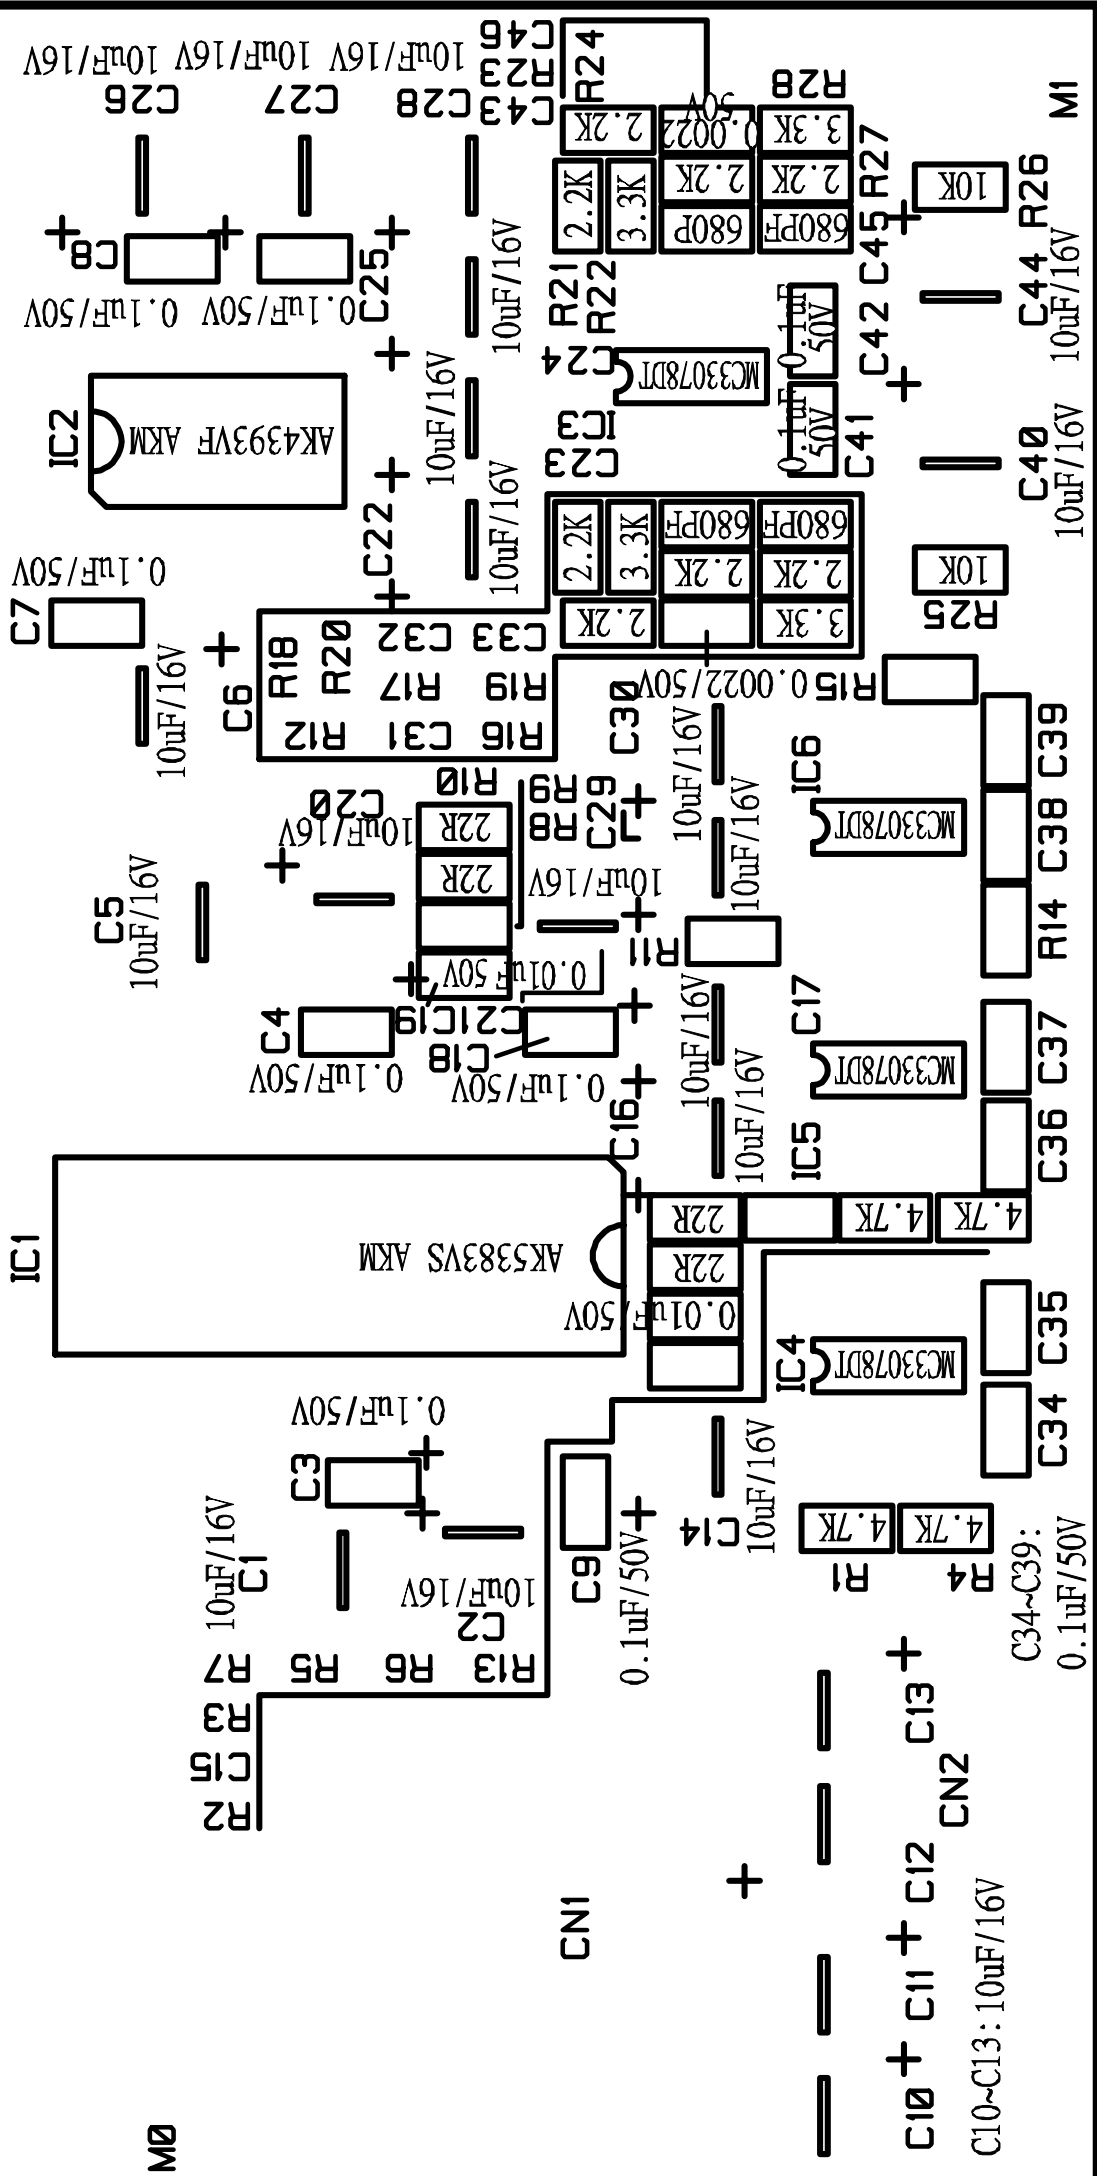 10uF/16V
10uF/16V
10uF/16V
C26
C27
C28
C46
R23
C43
R24
R28
M1
2.2K
0.0022
50V
3.3K
2.2K
3.3K
2.2K
2.2K
680P
680PF
R27
C45
10K
R26
C8
0.1uF/50V
0.1uF/50V
C25
10uF/16V
R21
R22
C24
0.1uF
50V
C42
C44
10uF/16V
IC2
AK4393VF AKM
10uF/16V
MC33078DT
IC3
C23
0.1uF
50V
C41
C40
10uF/16V
C22
10uF/16V
2.2K
3.3K
680PF
680PF
2.2K
2.2K
2.2K
3.3K
10K
R25
C7
0.1uF/50V
10uF/16V
C6
R18
R20
C32
C33
R17
R19
R12
C31
R16
0.0022/50V
R15
C30
10uF/16V
IC6
C39
C20
10uF/16V
R10
R9
R8
C29
22R
22R
10uF/16V
MC33078DT
C38
C5
10uF/16V
10uF/16V
R11
R14
0.01uF
50V
C4
0.1uF/50V
C19
C21
C18
0.1uF/50V
10uF/16V
C17
C37
MC33078DT
C16
10uF/16V
IC5
C36
IC1
AK5383VS AKM
22R
4.7K
4.7K
22R
0.01uF/50V
IC4
MC33078DT
C35
C34
0.1uF/50V
C3
10uF/16V
C1
10uF/16V
C2
C9
0.1uF/50V
C14
10uF/16V
4.7K
4.7K
R1
R4
C34~C39:
0.1uF/50V
R7
R5
R6
R13
R3
C15
R2
C13
CN2
C12
CN1
C11
C10
C10~C13:10uF/16V
M0